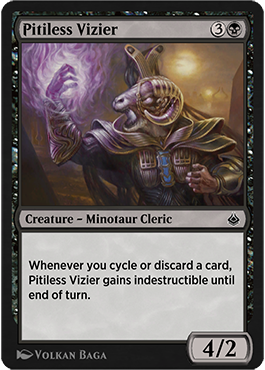 Pitiless Vizier 3
Creature – Minotaur Cleric
Whenever you cycle or discard a card,
Pitiless Vizier gains indestructible until
end of turn.
4/2
VOLKAN BAGA